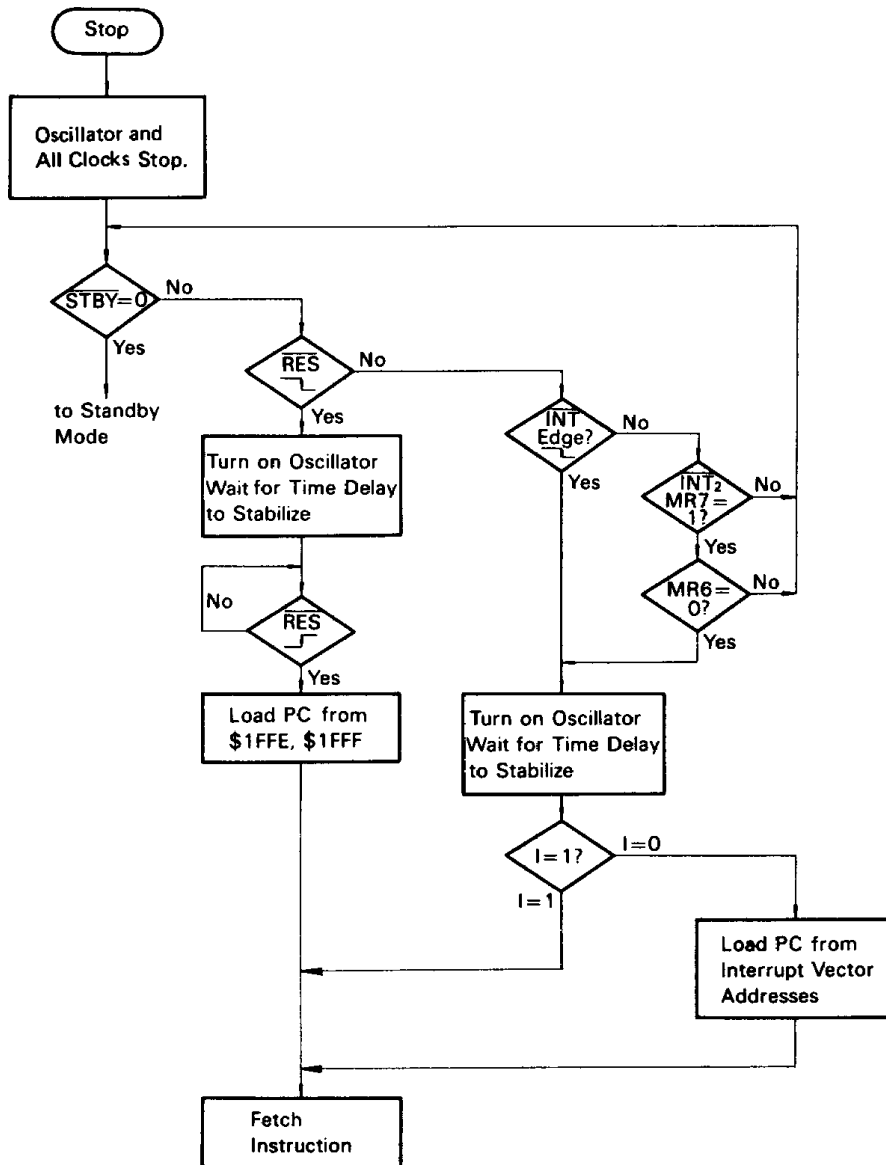 Stop
Oscillator and
All Clocks Stop.
STBY=0
No
Yes
to Standby
Mode
RES
No
Yes
Turn on Oscillator
Wait for Time Delay
to Stabilize
No
RES
Yes
Load PC from
$1FFE, $1FFF
INT
Edge?
No
Yes
INT2
MR7=
1?
No
Yes
MR6=
0?
No
Yes
Turn on Oscillator
Wait for Time Delay
to Stabilize
I=1?
I=0
I=1
Load PC from
Interrupt Vector
Addresses
Fetch
Instruction